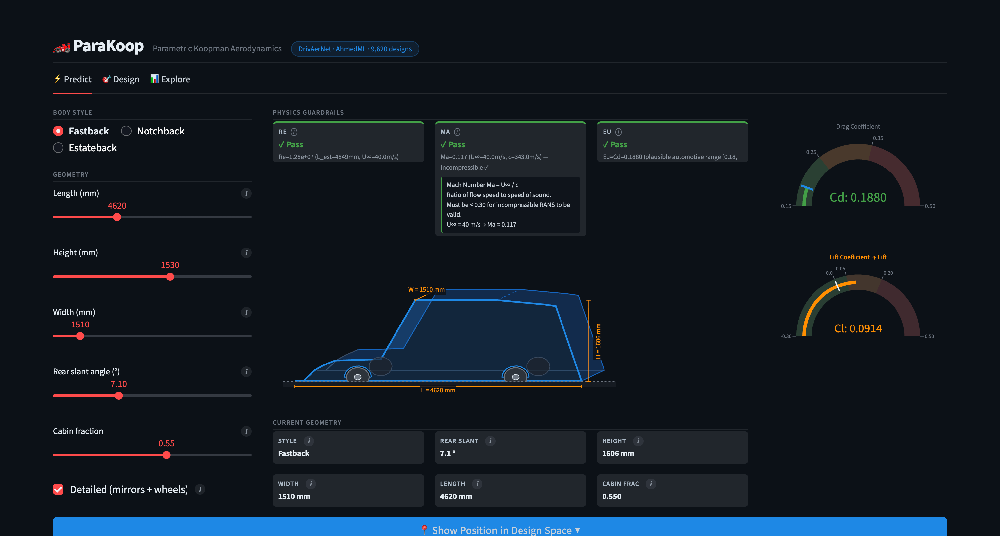 ParaKoop Parametric Koopman Aerodynamics DrivAerNet · AhmedML · 9,620 designs
⚡ Predict 🎯 Design 📊 Explore
BODY STYLE
Fastback Notchback
Estateback
GEOMETRY
Length (mm) i
4620
Height (mm) i
1530
Width (mm) i
1510
Rear slant angle (°) i
7.10
Cabin fraction i
0.55
Detailed (mirrors + wheels) i
PHYSICS GUARDRAILS
RE i
✓ Pass
Re=1.28e+07 (L_est=4849mm, U∞=40.0m/s)
MA i
✓ Pass
Ma=0.117 (U∞=40.0m/s, c=343.0m/s) —
incompressible ✓
Mach Number Ma = U∞ / c
Ratio of flow speed to speed of sound.
Must be < 0.30 for incompressible RANS to be
valid.
U∞ = 40 m/s → Ma ≈ 0.117
EU i
✓ Pass
Eu≈Cd=0.1880 (plausible automotive range [0.18,
W = 1510 mm
H = 1606 mm
L = 4620 mm
CURRENT GEOMETRY
STYLE i
Fastback
REAR SLANT i
7.1 °
HEIGHT i
1606 mm
WIDTH i
1510 mm
LENGTH i
4620 mm
CABIN FRAC i
0.550
Drag Coefficient
0.15
0.25
0.35
0.50
Cd: 0.1880
Lift Coefficient ↑ Lift
-0.30
0.0
0.05
0.20
0.50
Cl: 0.0914
📍 Show Position in Design Space ▼